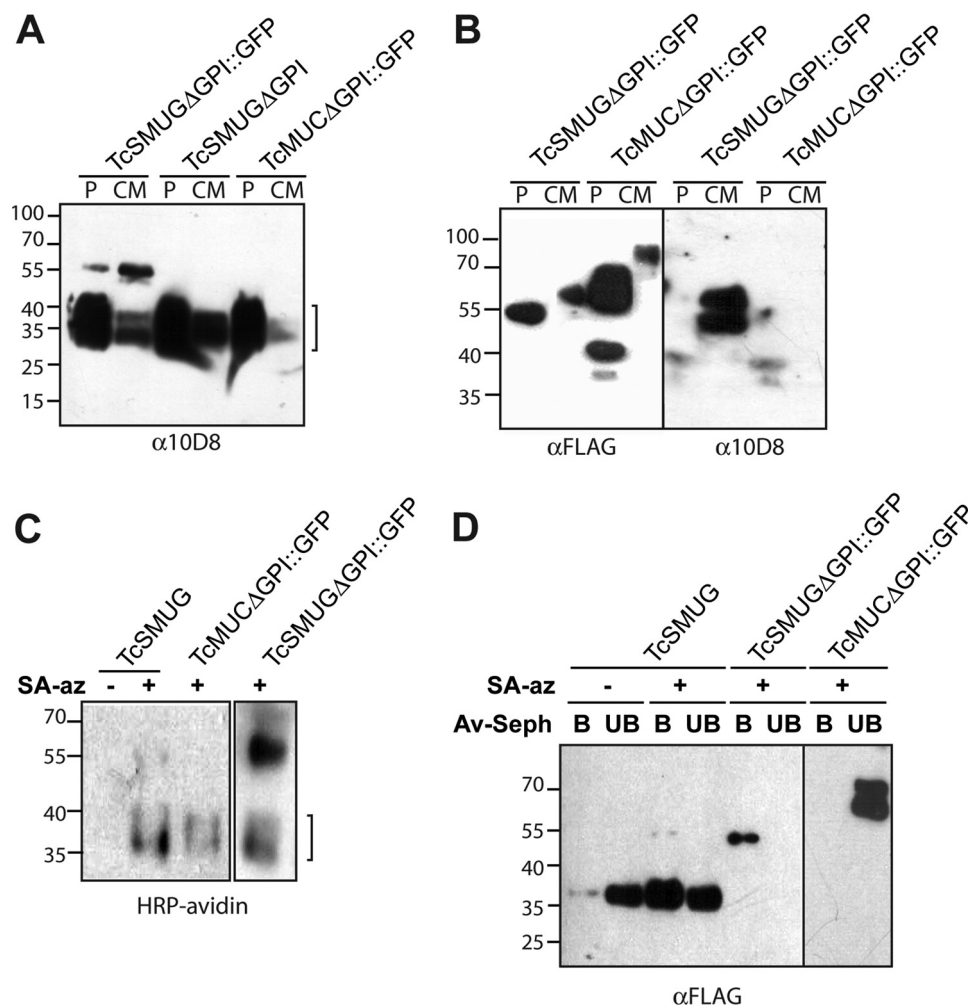 A
TcSMUGΔGPI::GFP
TcSMUGΔGPI
TcMUCΔGPI::GFP
P CM P CM P CM
100
70
55
40
35
25
15
α10D8
B
TcSMUGΔGPI::GFP
TcMUCΔGPI::GFP
TcSMUGΔGPI::GFP
TcMUCΔGPI::GFP
P CM P CM P CM P CM
100
70
55
40
35
αFLAG α10D8
C
TcSMUG
TcMUCΔGPI::GFP
TcSMUGΔGPI::GFP
SA-az - + + +
70
55
40
35
HRP-avidin
D
TcSMUG
TcSMUGΔGPI::GFP
TcMUCΔGPI::GFP
SA-az - + + +
Av-Seph B UB B UB B UB B UB
70
55
40
35
25
αFLAG